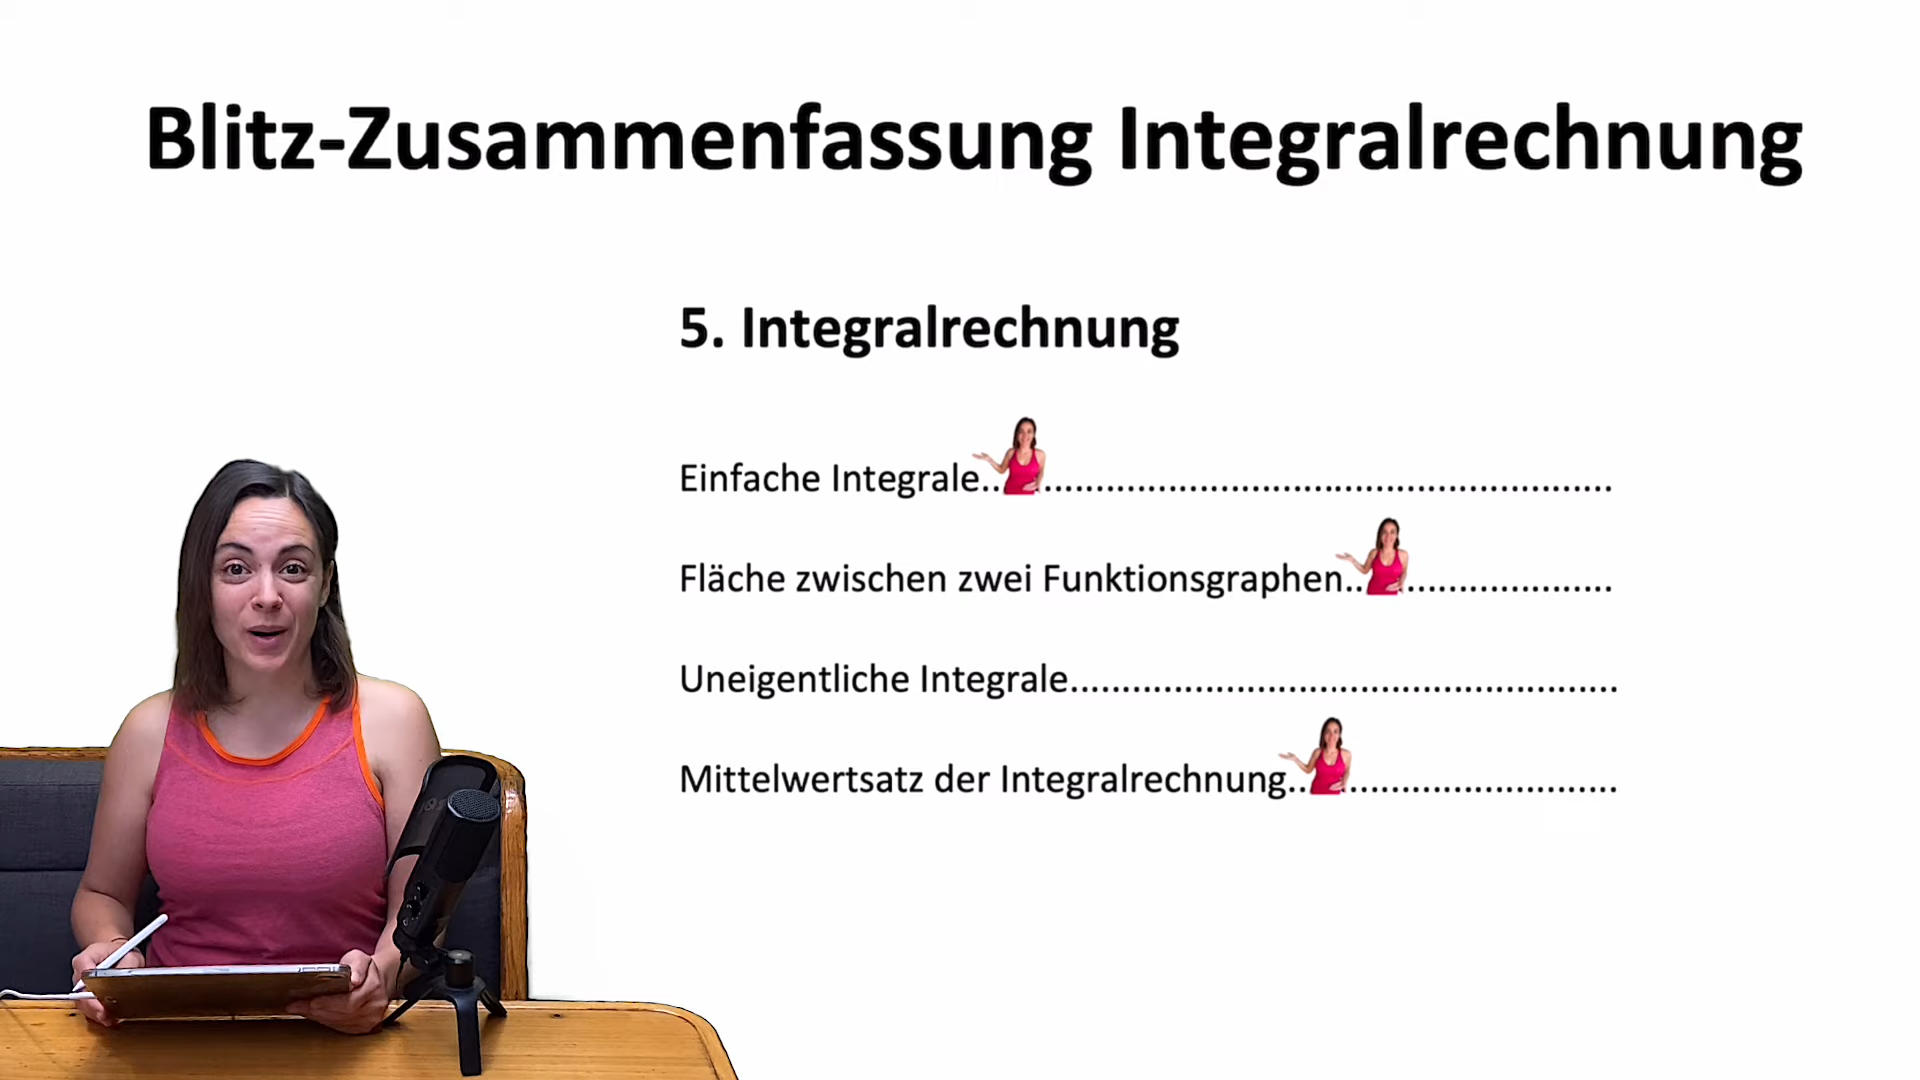 Blitz-Zusammenfassung Integralrechnung
5. Integralrechnung
Einfache Integrale.........................................................
Fläche zwischen zwei Funktionsgraphen.......................
Uneigentliche Integrale.....................................................
Mittelwertsatz der Integralrechnung............................